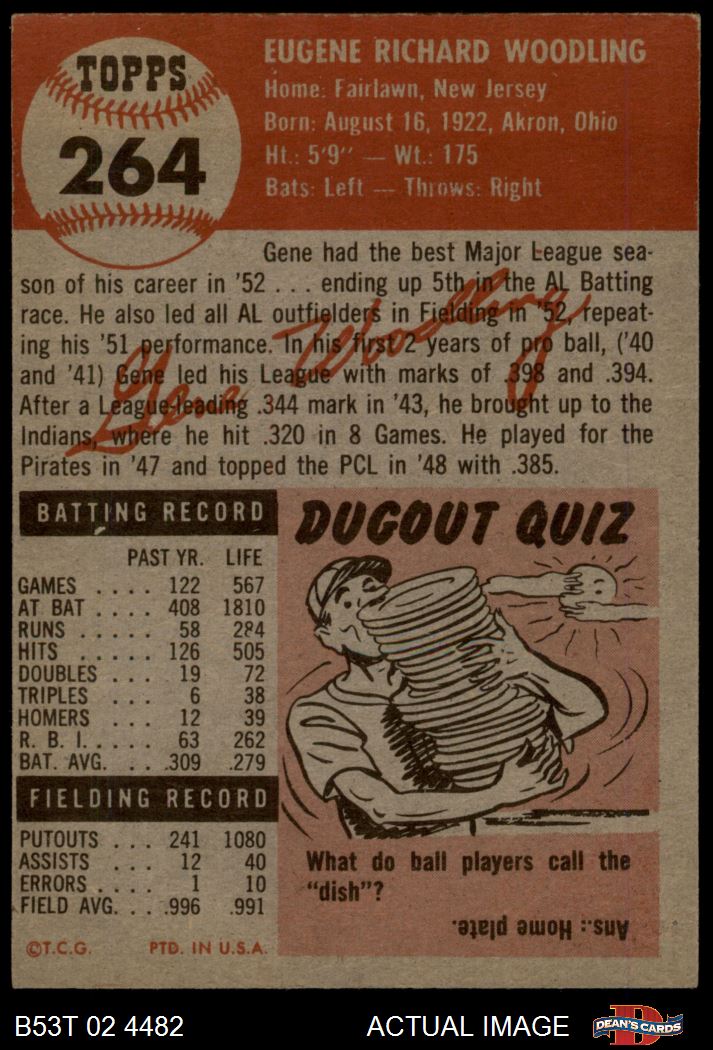 TOPPS
264
EUGENE RICHARD WOODLING
Home: Fairlawn, New Jersey
Born: August 16, 1922, Akron, Ohio
Ht.: 5'9" — Wt.: 175
Bats: Left — Throws: Right
Gene had the best Major League sea-
son of his career in '52 . . . ending up 5th in the AL Batting
race. He also led all AL outfielders in Fielding in '52, repeat-
ing his '51 performance. In his first 2 years of pro ball, ('40
and '41) Gene led his League with marks of .398 and .394.
After a League-leading .344 mark in '43, he brought up to the
Indians, where he hit .320 in 8 Games. He played for the
Pirates in '47 and topped the PCL in '48 with .385.
Gene Woodling
BATTING RECORD
PAST YR. LIFE
GAMES . . . . 122 567
AT BAT . . . . 408 1810
RUNS . . . . . 58 284
HITS . . . . . 126 505
DOUBLES . . . 19 72
TRIPLES . . . 6 38
HOMERS . . . 12 39
R. B. I. . . . . 63 262
BAT. AVG. . . .309 .279
FIELDING RECORD
PUTOUTS . . . 241 1080
ASSISTS . . . 12 40
ERRORS . . . . 1 10
FIELD AVG. . . .996 .991
©T.C.G. PTD. IN U.S.A.
DUGOUT QUIZ
What do ball players call the
"dish"?
Ans.: Home plate.
B53T 02 4482
ACTUAL IMAGE
D
DEAN'S CARDS